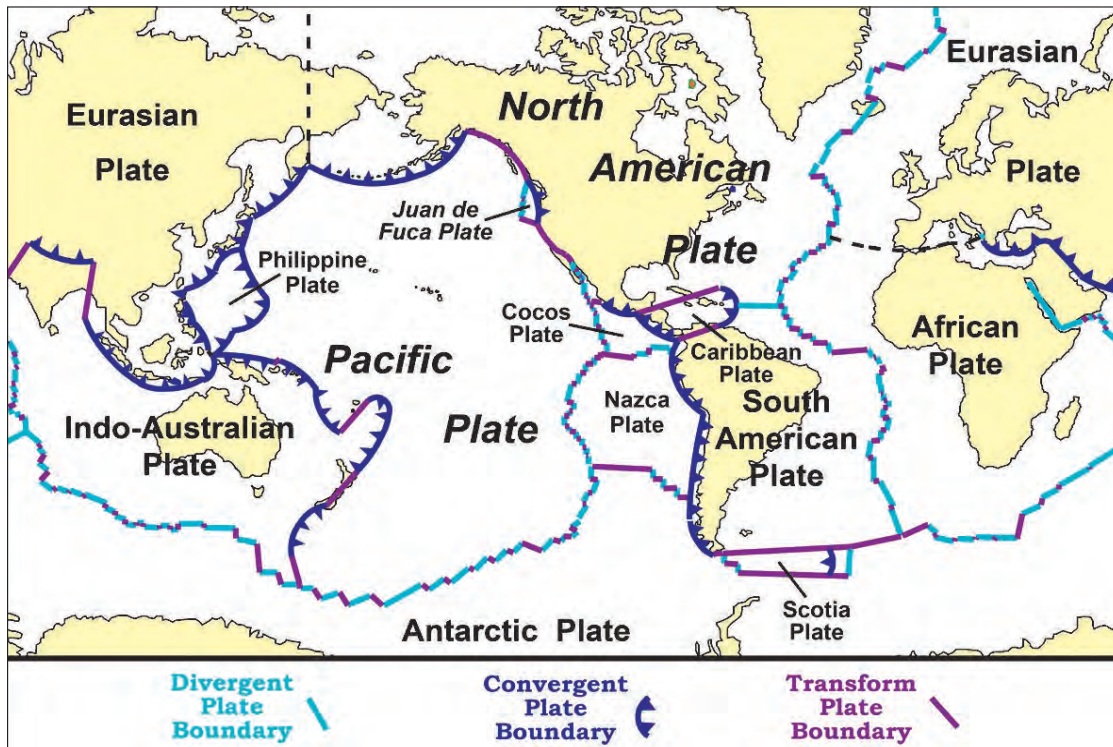 Eurasian
Plate
North
American
Plate
Eurasian
Plate
Juan de
Fuca Plate
Philippine
Plate
Cocos
Plate
Caribbean
Plate
African
Plate
Pacific
Plate
Nazca
Plate
South
American
Plate
Indo-Australian
Plate
Scotia
Plate
Antarctic Plate
Divergent
Plate
Boundary
Convergent
Plate
Boundary
Transform
Plate
Boundary